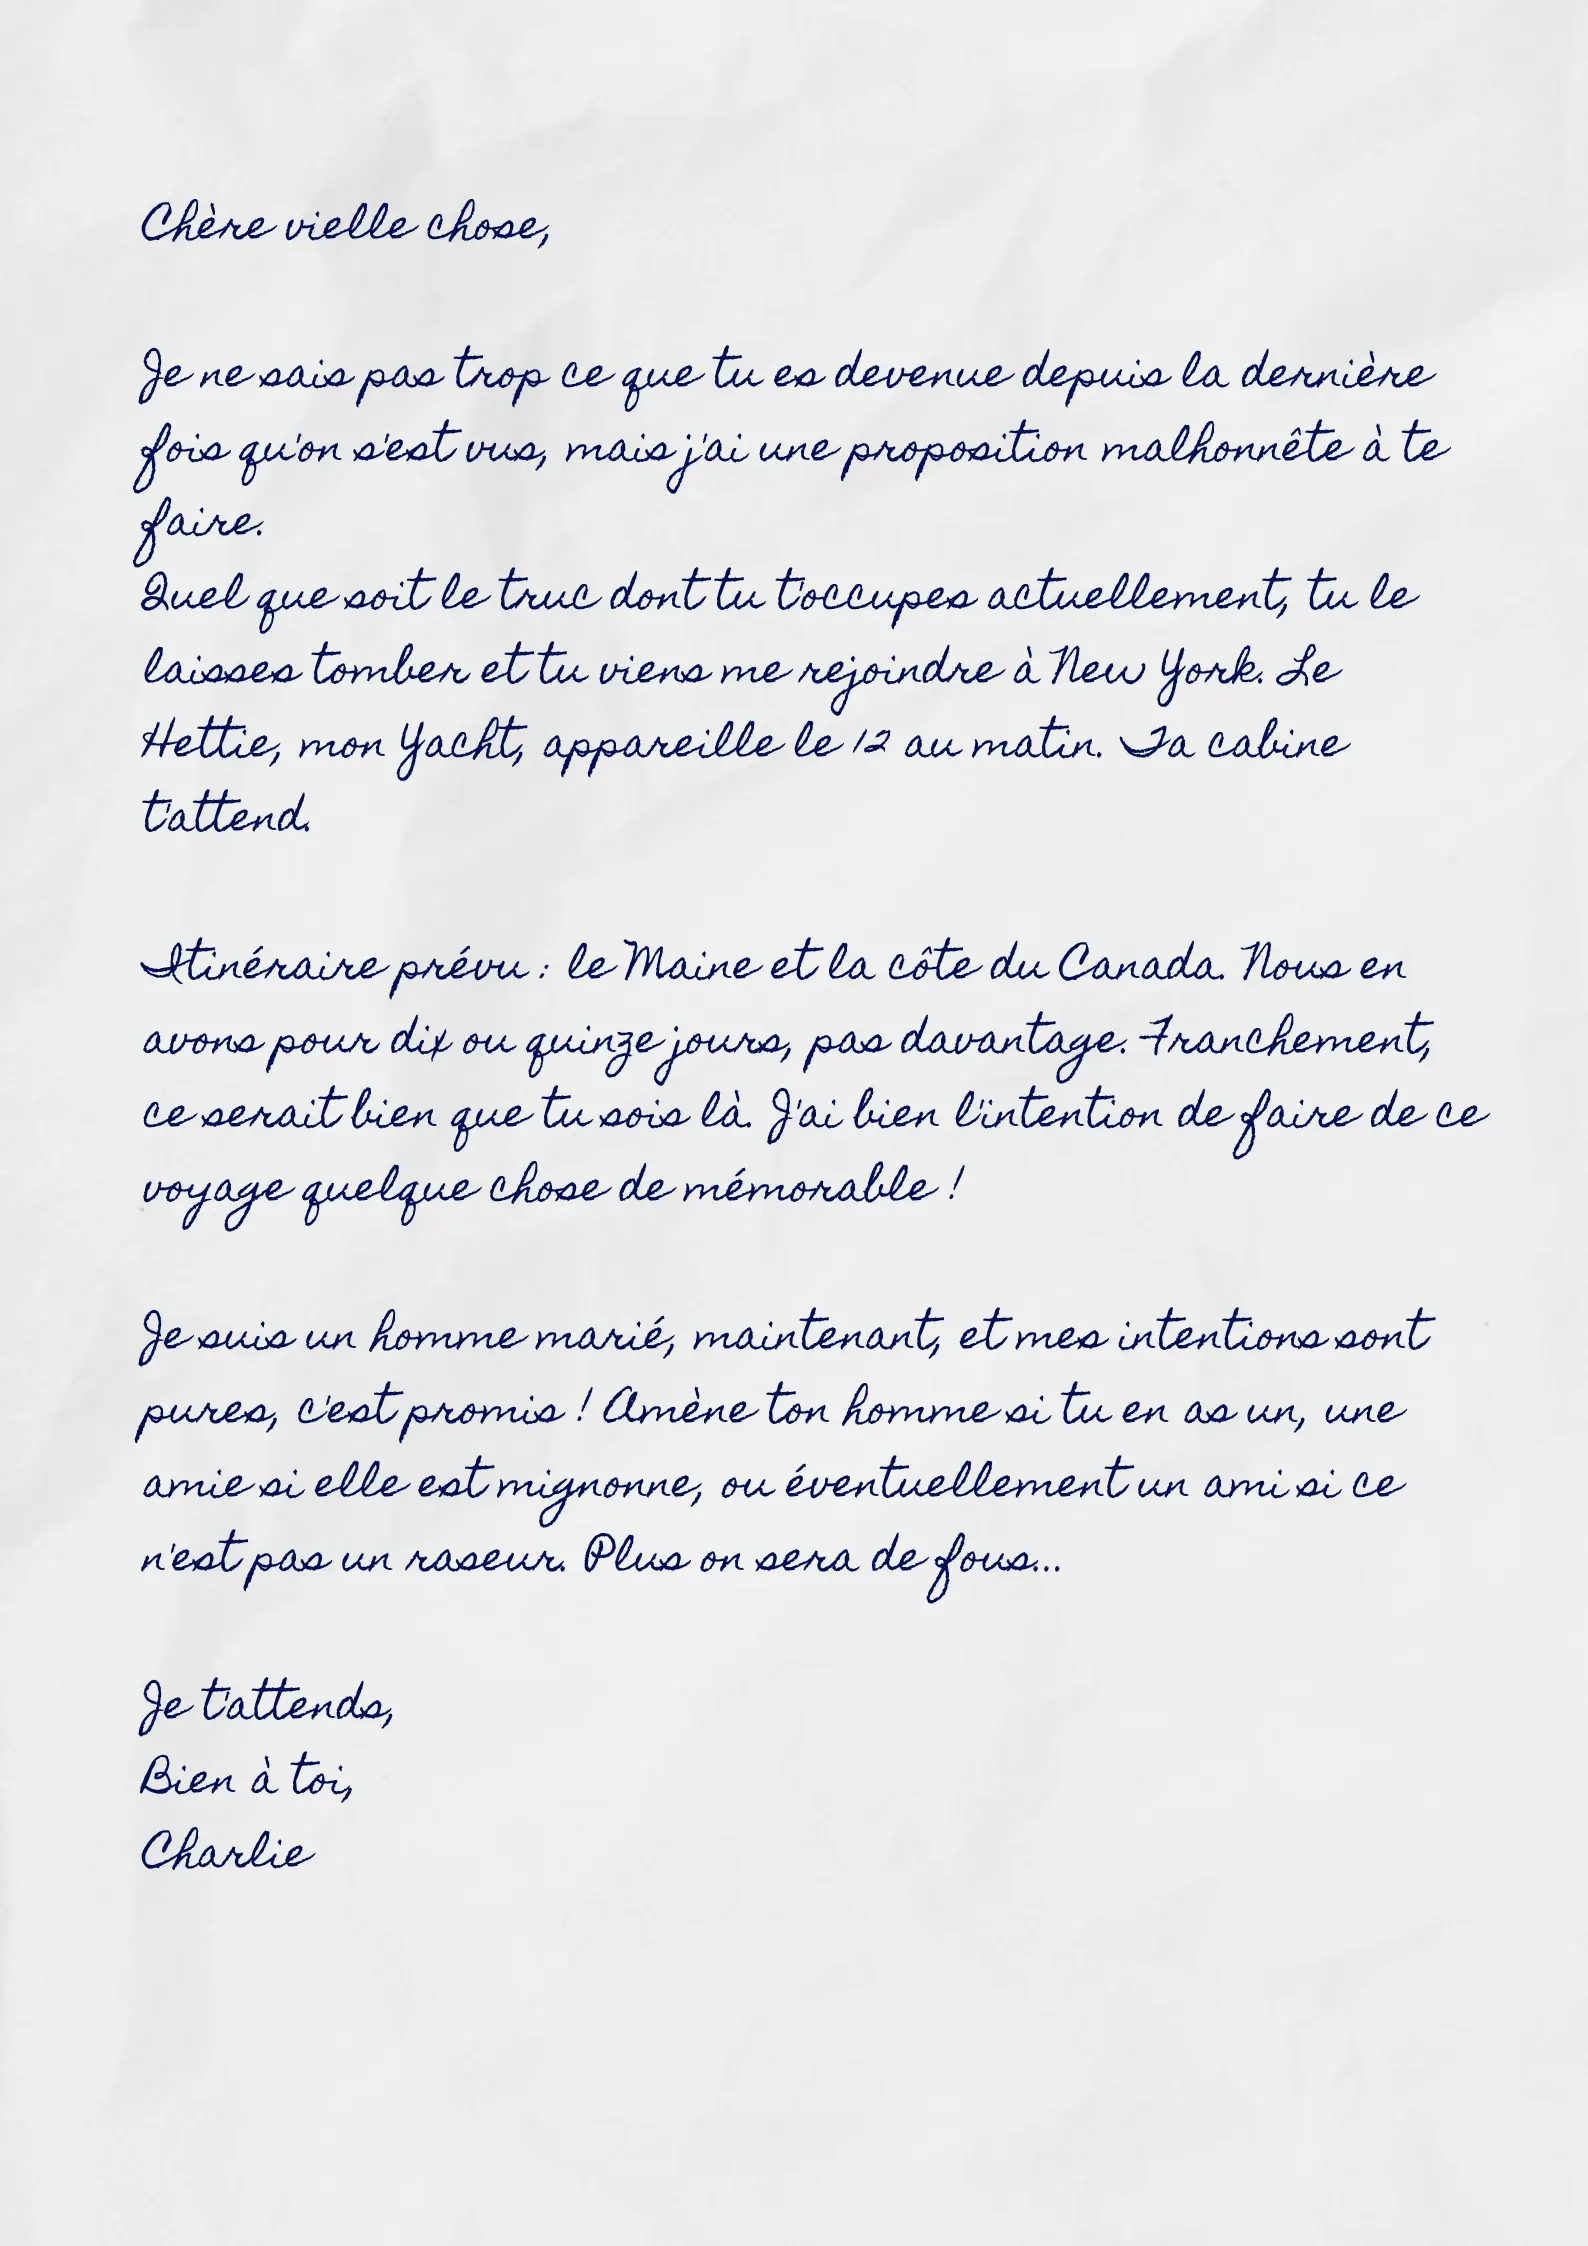 Chère vielle chose,
Je ne sais pas trop ce que tu es devenue depuis la dernière
fois qu'on s'est vus, mais j'ai une proposition malhonnête à te
faire.
Quel que soit le truc dont tu t'occupes actuellement, tu le
laisses tomber et tu viens me rejoindre à New York. Le
Hettie, mon Yacht, appareille le 12 au matin. Ta cabine
t'attend.
Itinéraire prévu : le Maine et la côte du Canada. Nous en
avons pour dix ou quinze jours, pas davantage. Franchement,
ce serait bien que tu sois là. J'ai bien l'intention de faire de ce
voyage quelque chose de mémorable !
Je suis un homme marié, maintenant, et mes intentions sont
pures, c'est promis ! Amène ton homme si tu en as un, une
amie si elle est mignonne, ou éventuellement un ami si ce
n'est pas un raseur. Plus on sera de fous...
Je t'attends,
Bien à toi,
Charlie